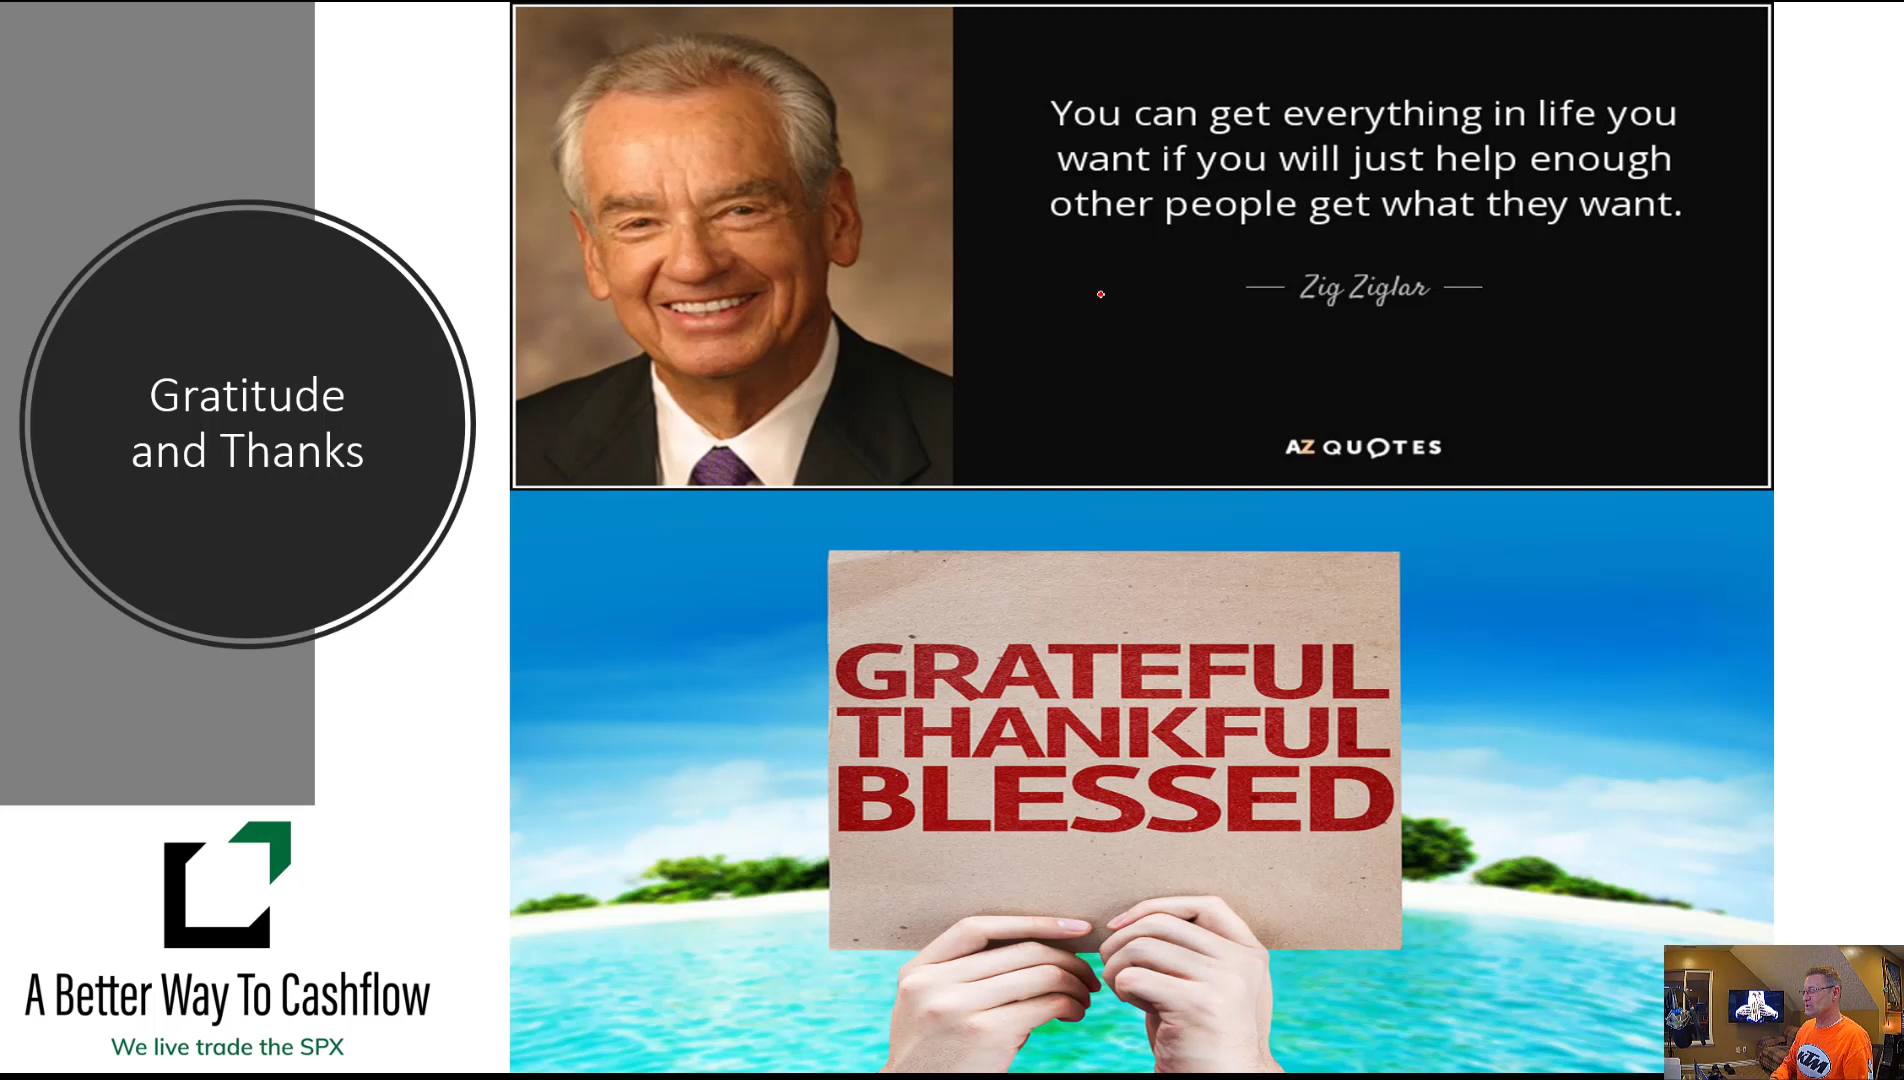 Gratitude
and Thanks
You can get everything in life you
want if you will just help enough
other people get what they want.
Zig Ziglar
AZ QUOTES
GRATEFUL
THANKFUL
BLESSED
A Better Way To Cashflow
We live trade the SPX
KTM